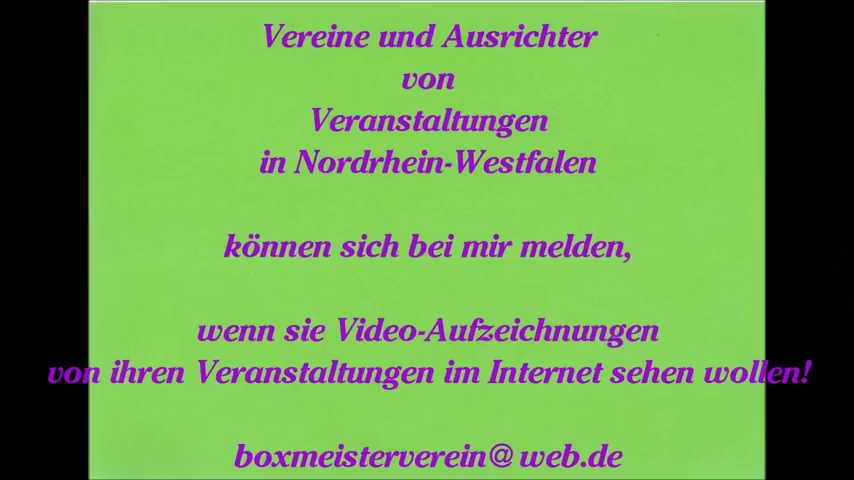 Vereine und Ausrichter
von
Veranstaltungen
in Nordrhein-Westfalen
können sich bei mir melden,
wenn sie Video-Aufzeichnungen
von ihren Veranstaltungen im Internet sehen wollen!
boxmeisterverein@web.de